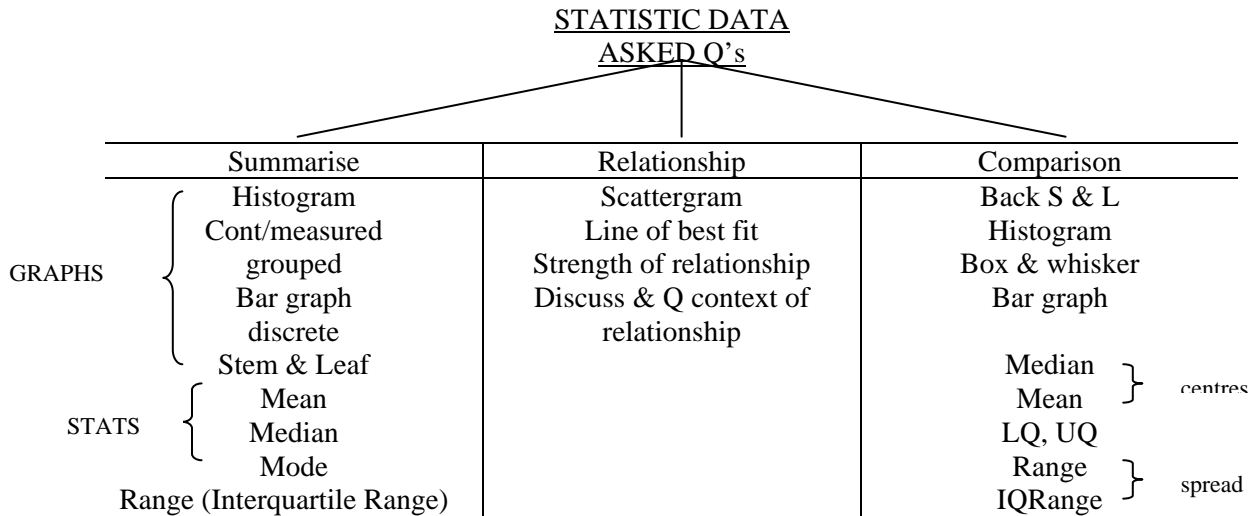 STATISTIC DATA
ASKED Q’s
Summarise
Relationship
Comparison
GRAPHS
Histogram
Cont/measured
grouped
Bar graph
discrete
Stem & Leaf
STATS
Mean
Median
Mode
Range (Interquartile Range)
Scattergram
Line of best fit
Strength of relationship
Discuss & Q context of
relationship
Back S & L
Histogram
Box & whisker
Bar graph
Median
Mean
centres
LQ, UQ
Range
IQRange
spread